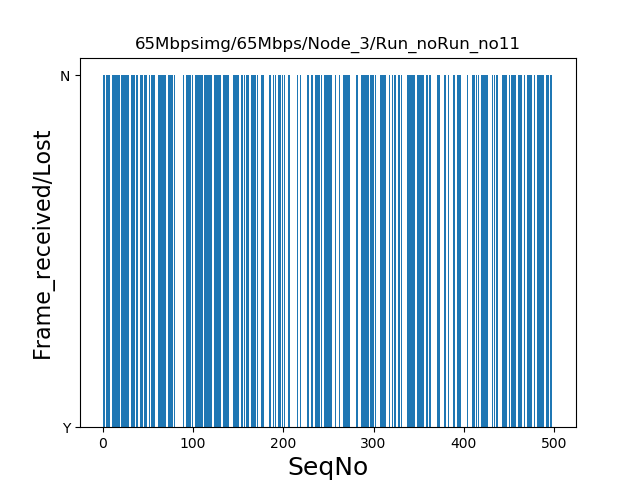 65Mbpsimg/65Mbps/Node_3/Run_noRun_no11
N
Frame_received/Lost
Y
0 100 200 300 400 500
SeqNo